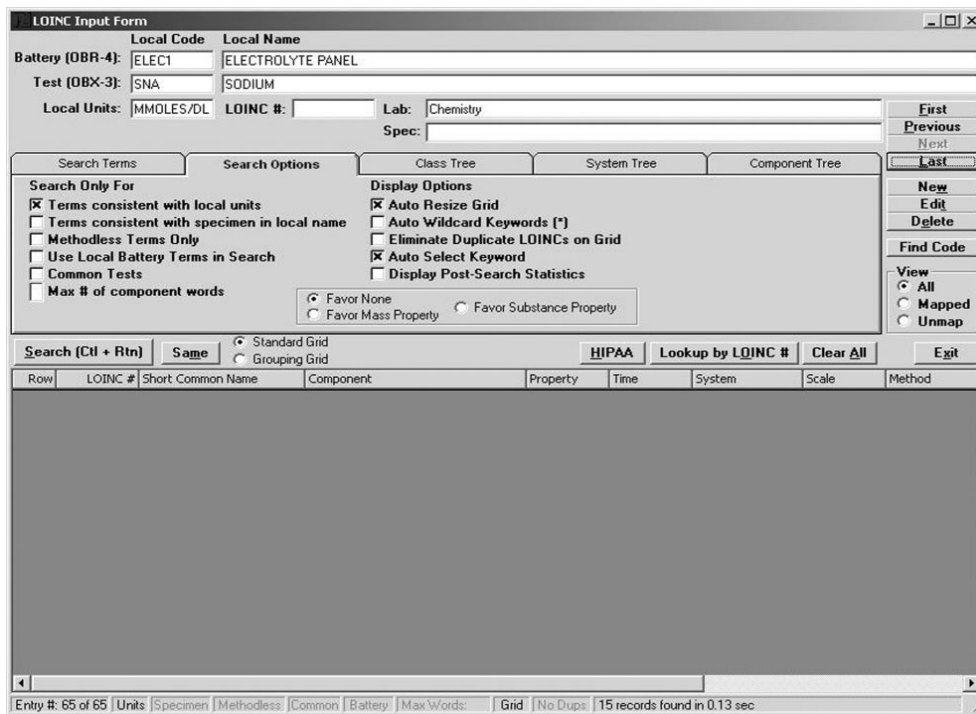 LOINC Input Form
Local Code Local Name
Battery (OBR-4): ELEC1 ELECTROLYTE PANEL
Test (OBX-3): SNA SODIUM
Local Units: MMOLES/DL LOINC #: Lab: Chemistry
Spec:
First
Previous
Next
Last
New
Edit
Delete
Find Code
View
All
Mapped
Unmap
Search Terms Search Options Class Tree System Tree Component Tree
Search Only For
Terms consistent with local units
Terms consistent with specimen in local name
Methodless Terms Only
Use Local Battery Terms in Search
Common Tests
Max # of component words
Display Options
Auto Resize Grid
Auto Wildcard Keywords (*)
Eliminate Duplicate LOINCs on Grid
Auto Select Keyword
Display Post-Search Statistics
Favor None
Favor Mass Property
Favor Substance Property
Search (Ctl + Rtn) Same Standard Grid
Grouping Grid
HIPAA Lookup by LOINC # Clear All Exit
Row LOINC # Short Common Name Component Property Time System Scale Method
Entry #: 65 of 65 Units Specimen Methodless Common Battery Max Words: Grid No Dups 15 records found in 0.13 sec